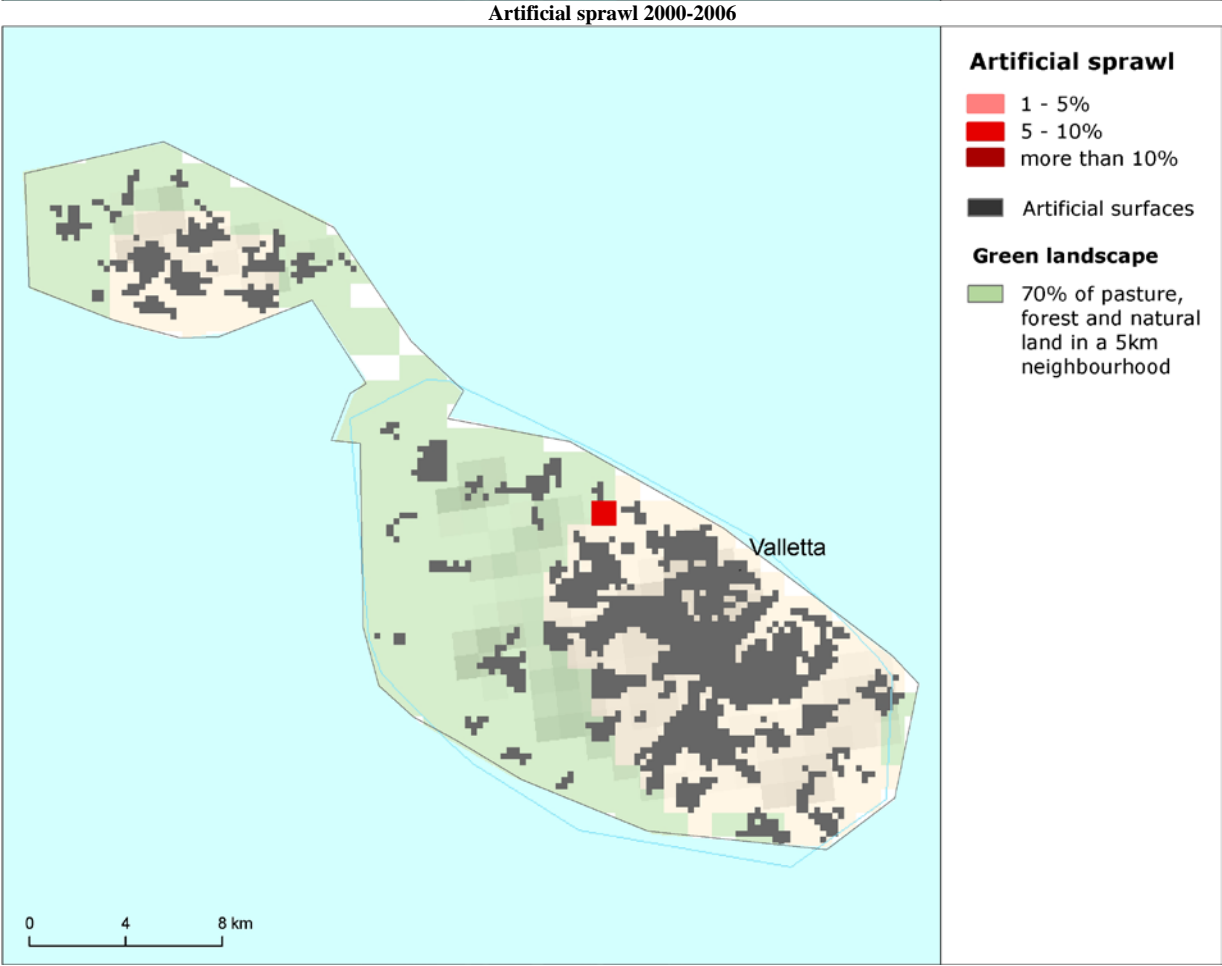 Artificial sprawl 2000-2006
Artificial sprawl
1 - 5%
5 - 10%
more than 10%
Artificial surfaces
Green landscape
70% of pasture,
forest and natural
land in a 5km
neighbourhood
Valletta
0 4 8 km